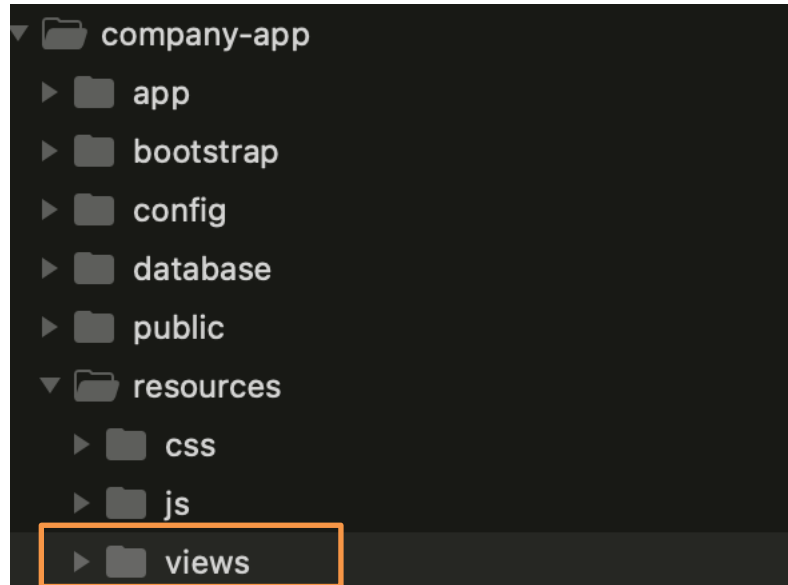 company-app
app
bootstrap
config
database
public
resources
css
js
views